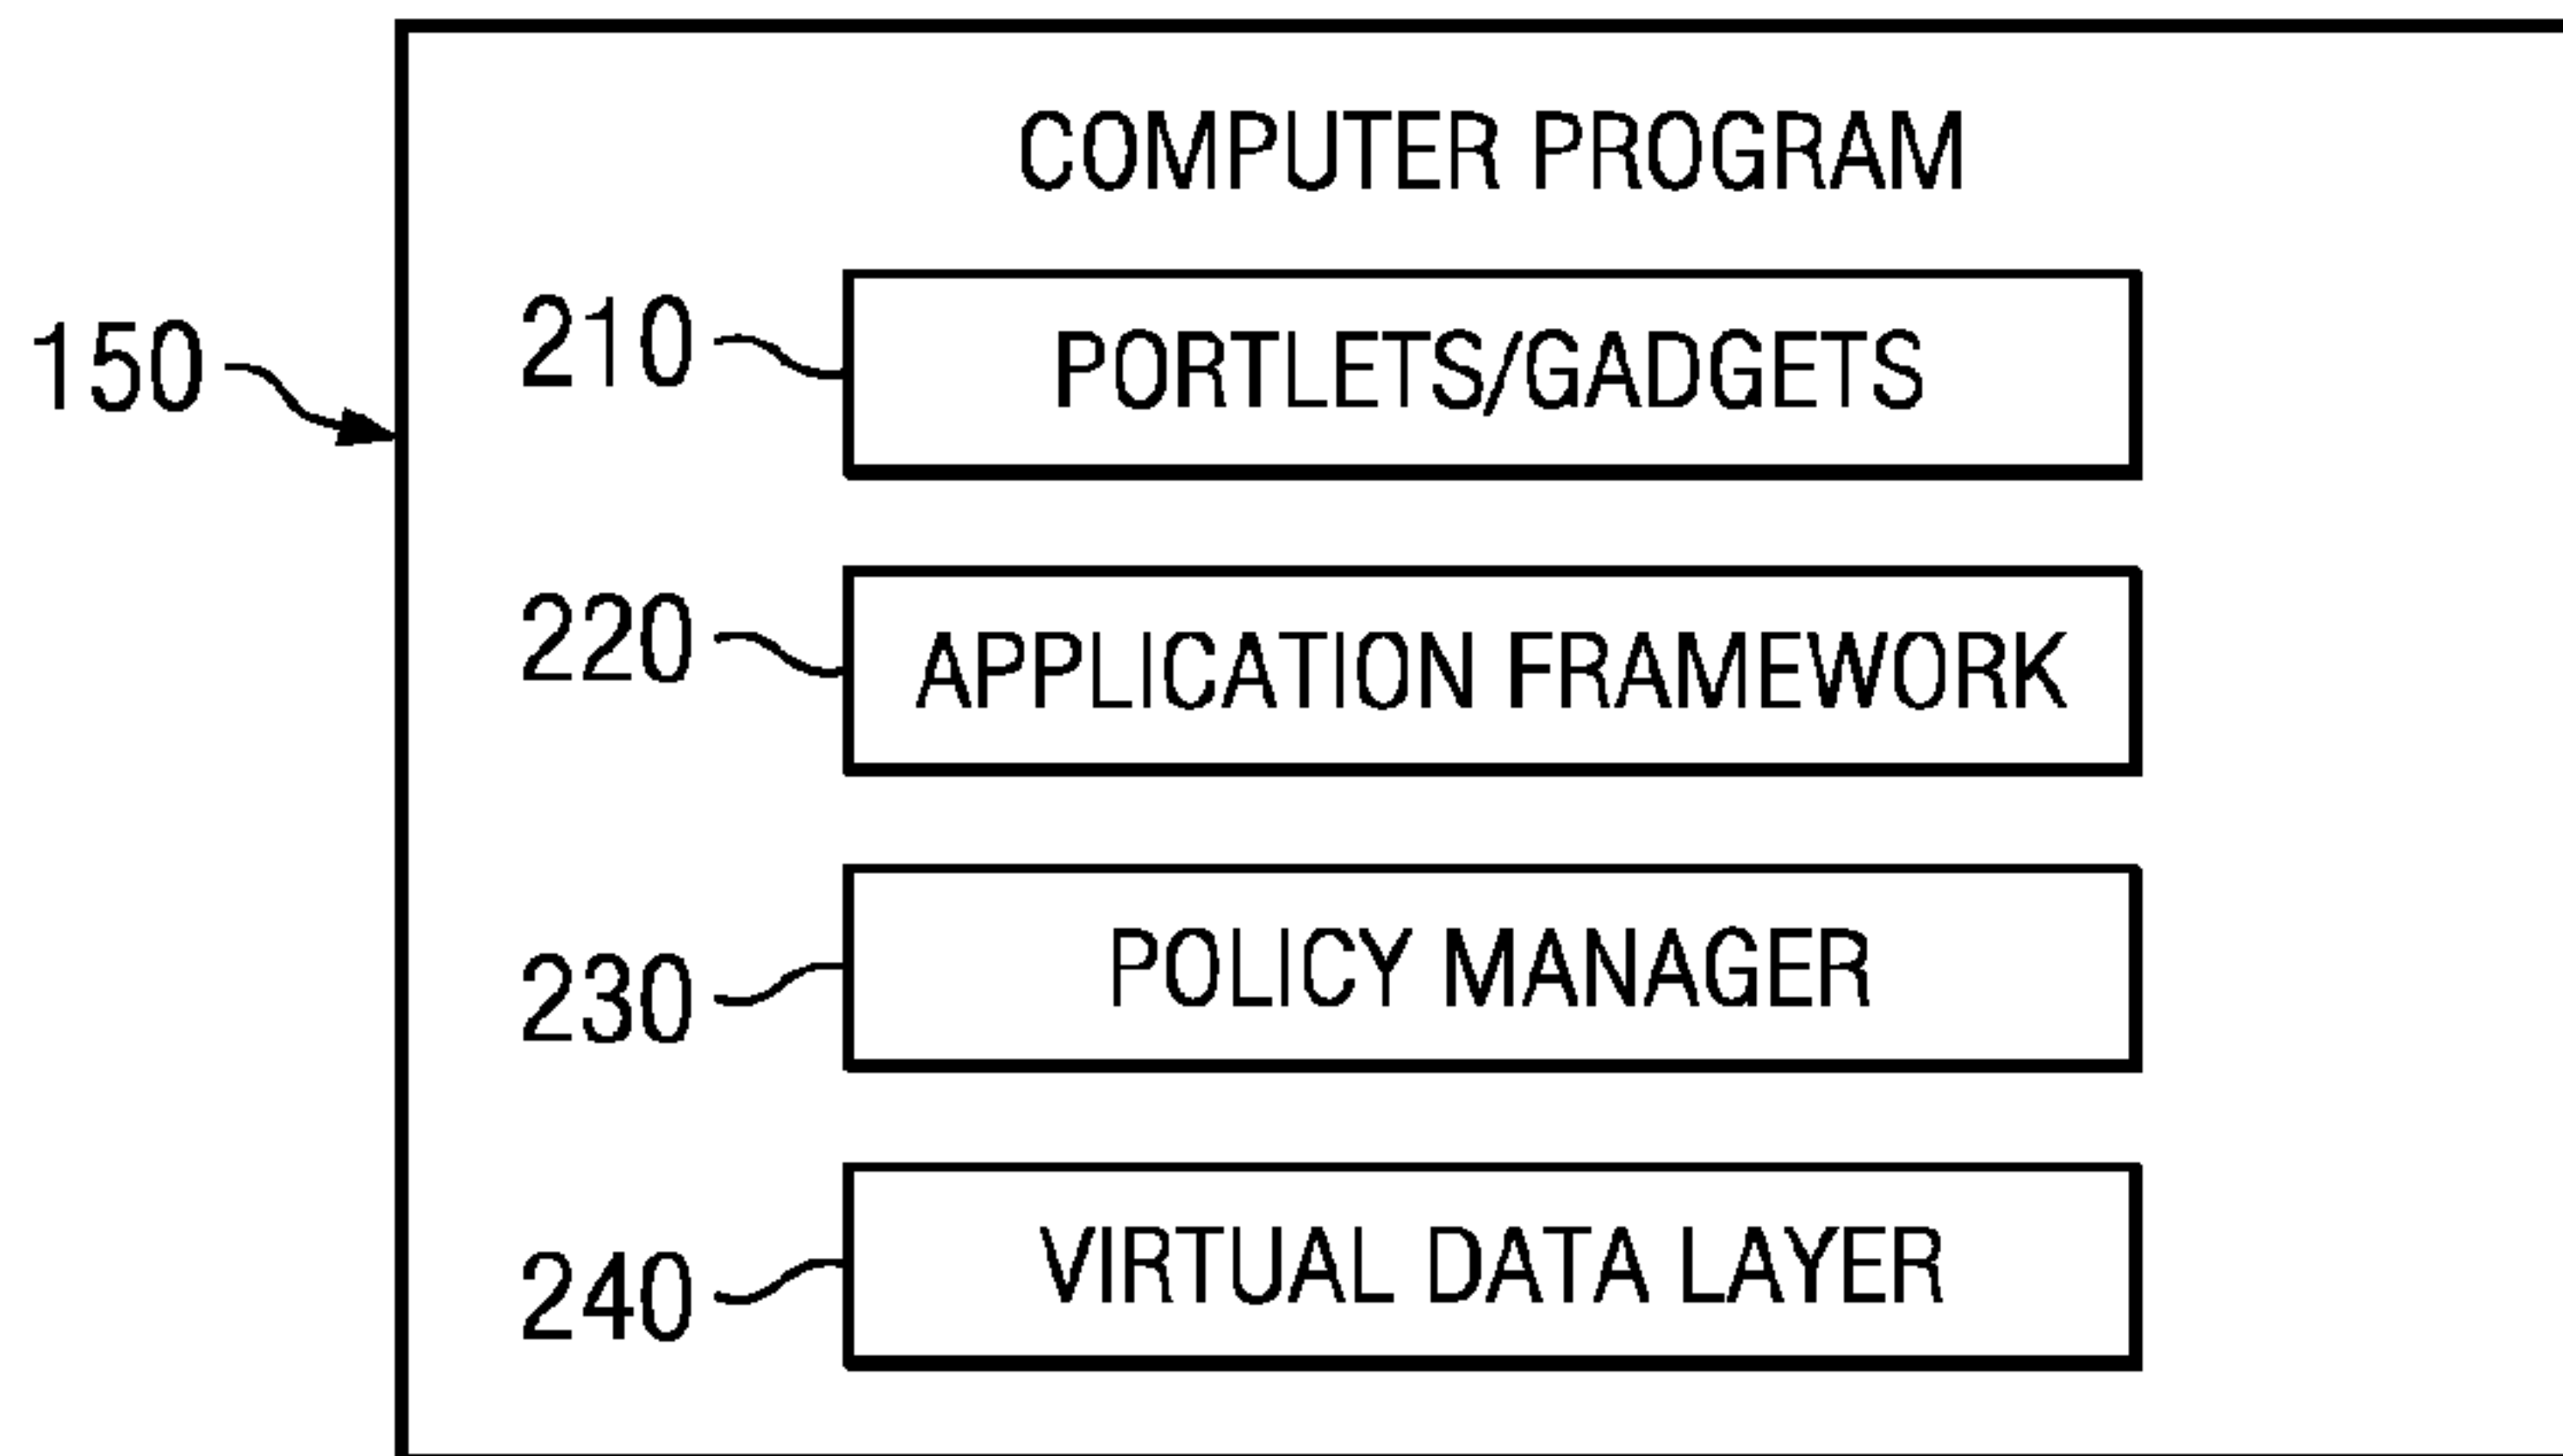 COMPUTER PROGRAM
150
210
PORTLETS/GADGETS
220
APPLICATION FRAMEWORK
230
POLICY MANAGER
240
VIRTUAL DATA LAYER